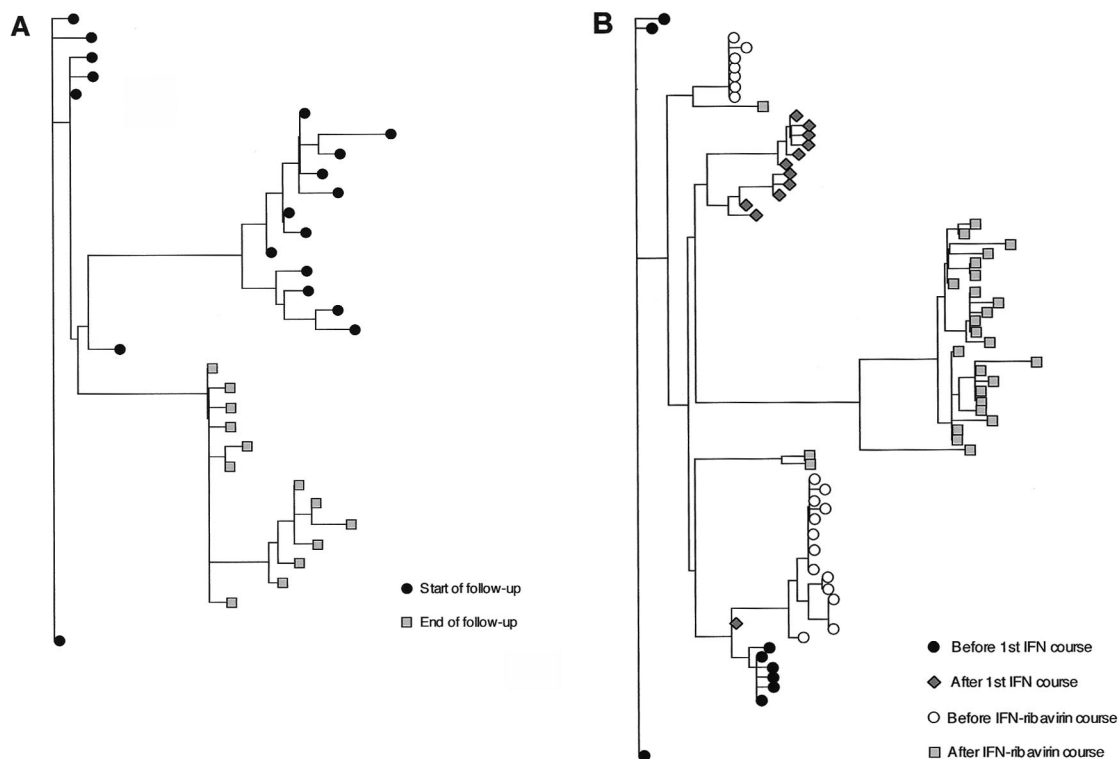 A
B
Start of follow-up
End of follow-up
Before 1st IFN course
After 1st IFN course
Before IFN-ribavirin course
After IFN-ribavirin course